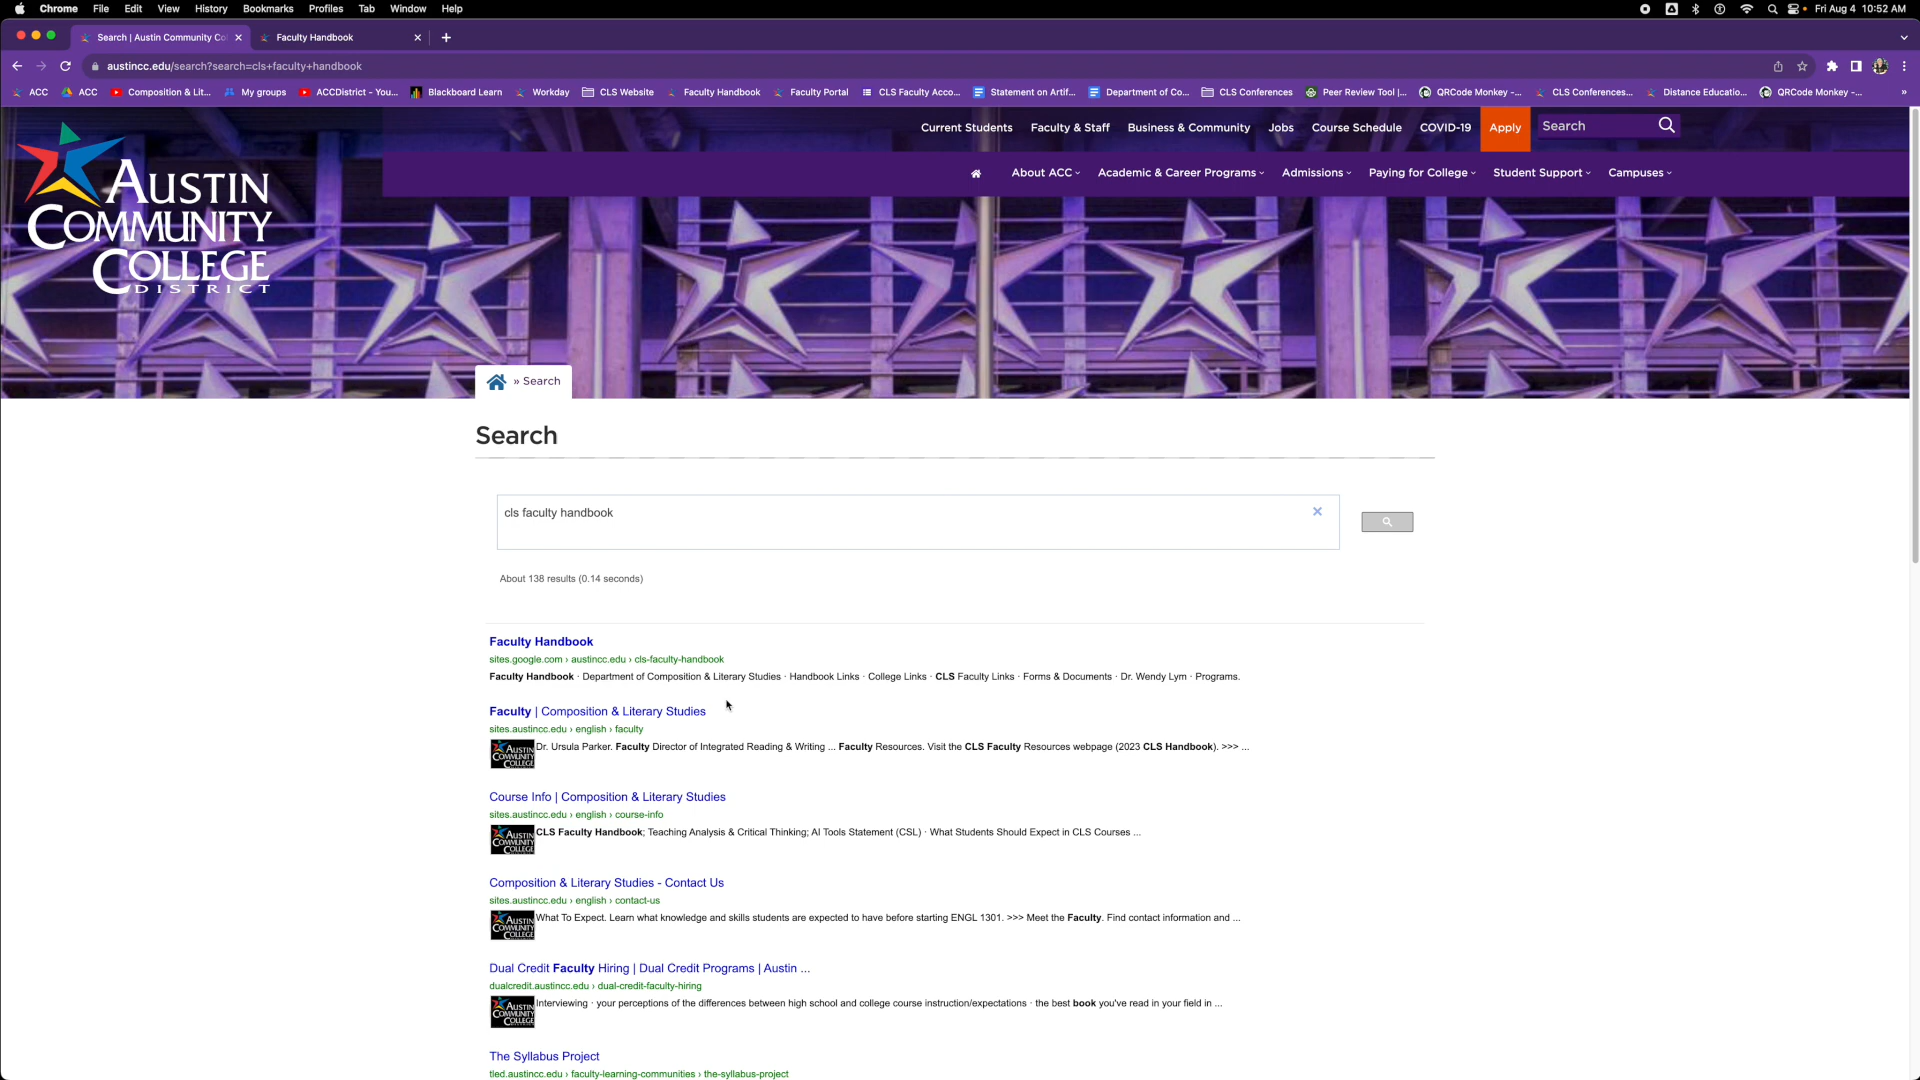 Chrome File Edit View History Bookmarks Profiles Tab Window Help Fri Aug 4 10:52 AM
Search | Austin Community Co Faculty Handbook
austincc.edu/search?search=cls+faculty+handbook
ACC ACC Composition & Lit... My groups ACCDistrict - You... Blackboard Learn Workday CLS Website Faculty Handbook Faculty Portal CLS Faculty Acco... Statement on Artif... Department of Co... CLS Conferences Peer Review Tool |... QRCode Monkey -... CLS Conferences... Distance Educatio... QRCode Monkey -... »
Current Students Faculty & Staff Business & Community Jobs Course Schedule COVID-19 Apply Search
About ACC Academic & Career Programs Admissions Paying for College Student Support Campuses
AUSTIN
COMMUNITY
COLLEGE
DISTRICT
» Search
Search
cls faculty handbook
About 138 results (0.14 seconds)
Faculty Handbook
sites.google.com › austincc.edu › cls-faculty-handbook
Faculty Handbook · Department of Composition & Literary Studies · Handbook Links · College Links · CLS Faculty Links · Forms & Documents · Dr. Wendy Lym · Programs.
Faculty | Composition & Literary Studies
sites.austincc.edu › english › faculty
AUSTIN COMMUNITY COLLEGE Dr. Ursula Parker. Faculty Director of Integrated Reading & Writing ... Faculty Resources. Visit the CLS Faculty Resources webpage (2023 CLS Handbook). >>> ...
Course Info | Composition & Literary Studies
sites.austincc.edu › english › course-info
AUSTIN COMMUNITY COLLEGE CLS Faculty Handbook; Teaching Analysis & Critical Thinking; AI Tools Statement (CSL) · What Students Should Expect in CLS Courses ...
Composition & Literary Studies - Contact Us
sites.austincc.edu › english › contact-us
AUSTIN COMMUNITY COLLEGE What To Expect. Learn what knowledge and skills students are expected to have before starting ENGL 1301. >>> Meet the Faculty. Find contact information and ...
Dual Credit Faculty Hiring | Dual Credit Programs | Austin ...
dualcredit.austincc.edu › dual-credit-faculty-hiring
AUSTIN COMMUNITY COLLEGE Interviewing · your perceptions of the differences between high school and college course instruction/expectations · the best book you've read in your field in ...
The Syllabus Project
tled.austincc.edu › faculty-learning-communities › the-syllabus-project